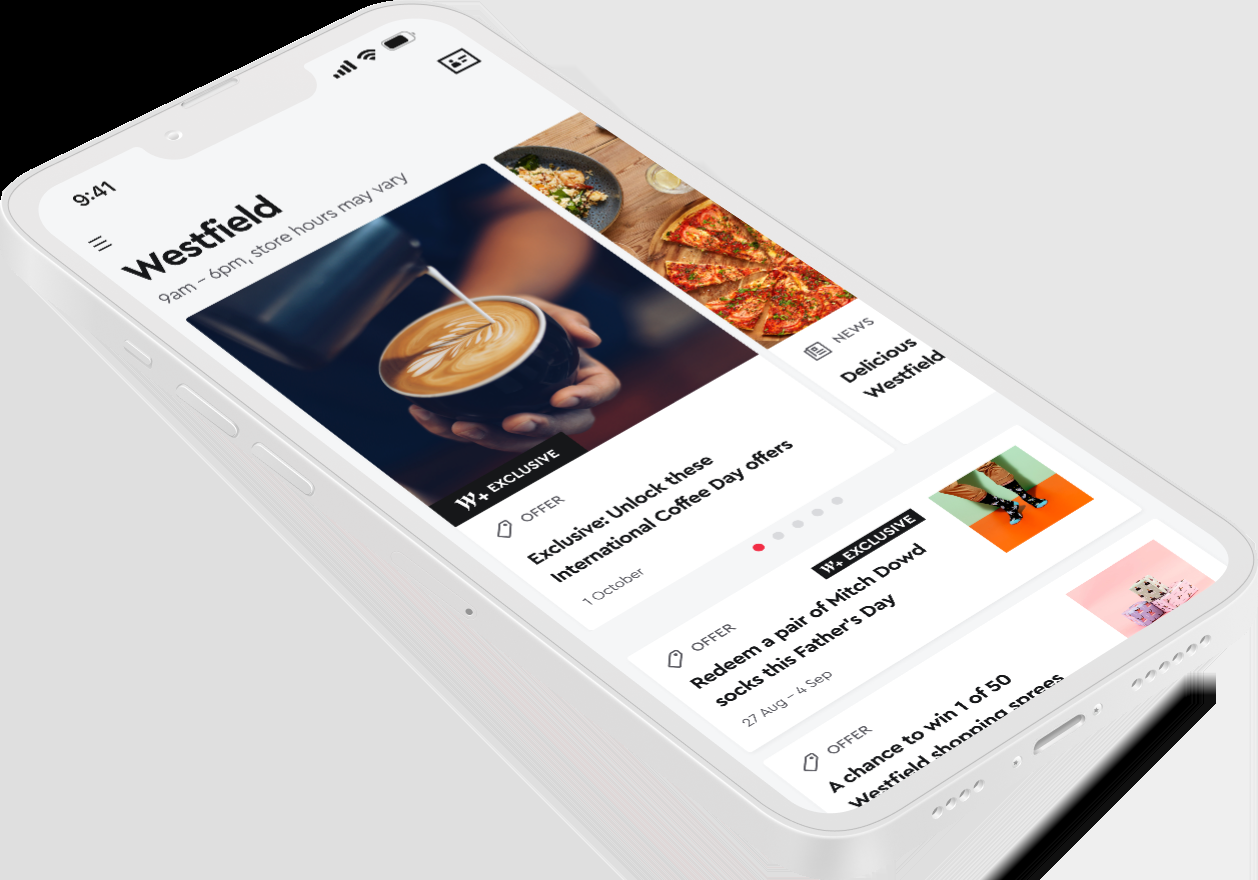 9:41
Westfield
9am – 6pm, store hours may vary
W+ EXCLUSIVE
OFFER
Exclusive: Unlock these
International Coffee Day offers
1 October
NEWS
Delicious
Westfield
W+ EXCLUSIVE
OFFER
Redeem a pair of Mitch Dowd
socks this Father's Day
27 Aug – 4 Sep
OFFER
A chance to win 1 of 50
Westfield shopping sprees